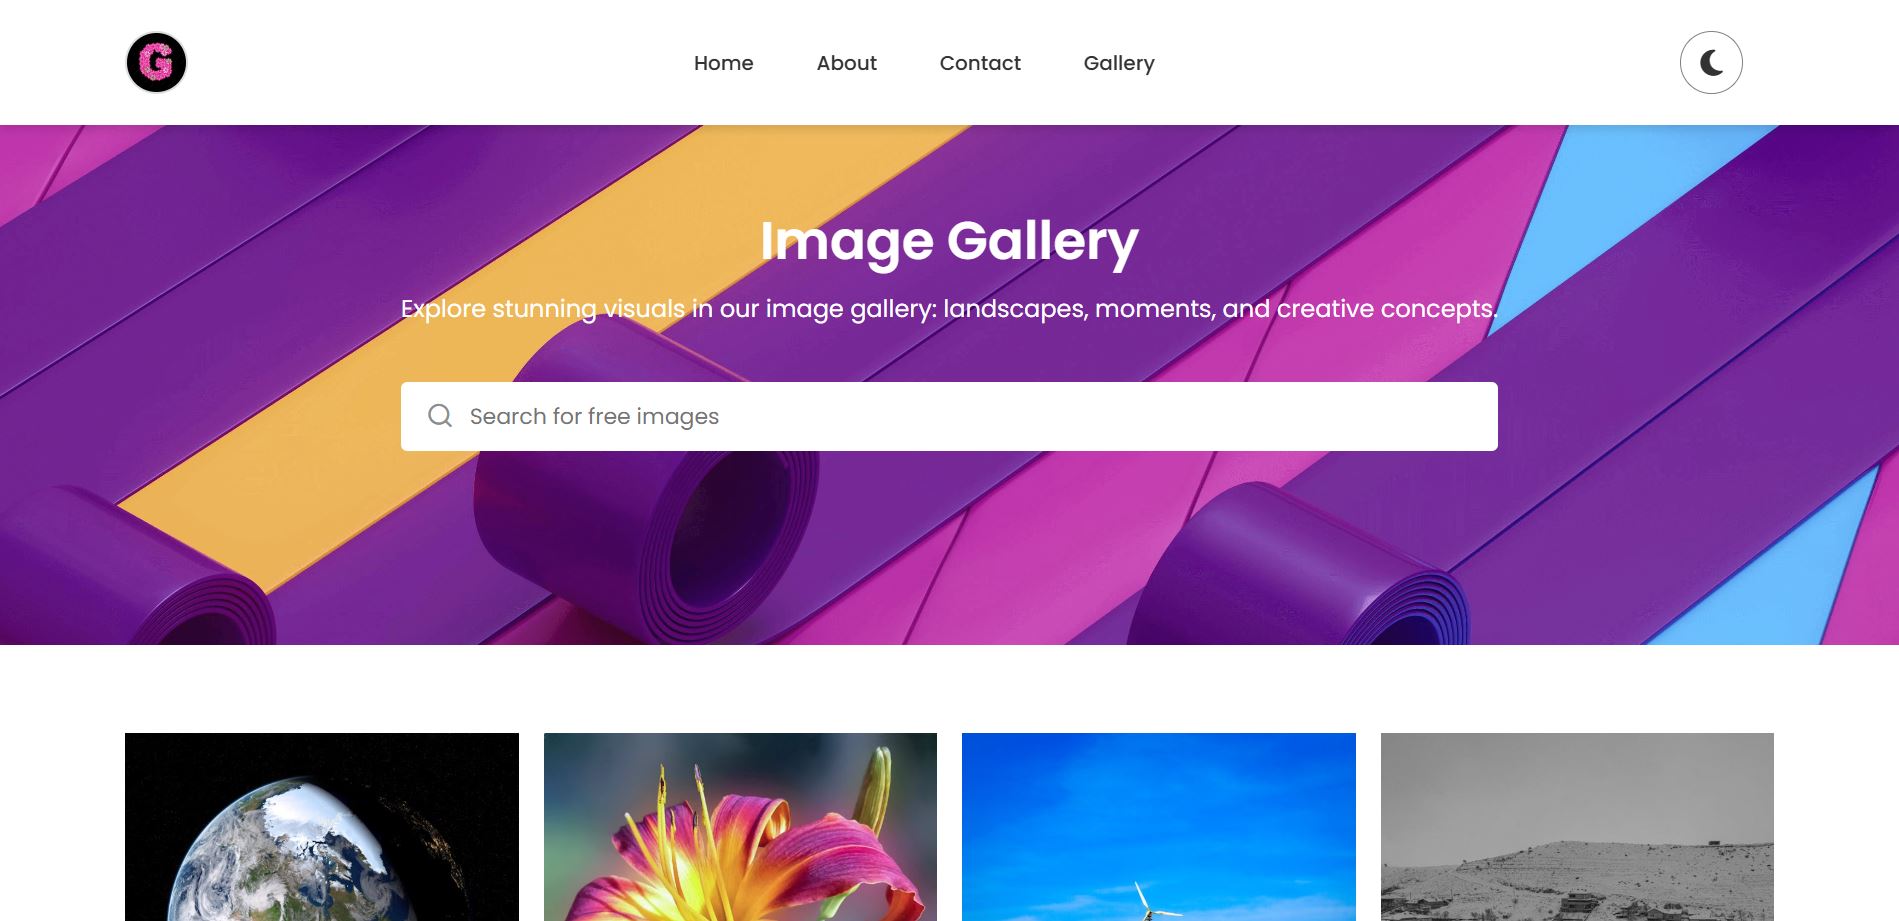 G
Home About Contact Gallery
Image Gallery
Explore stunning visuals in our image gallery: landscapes, moments, and creative concepts.
Search for free images